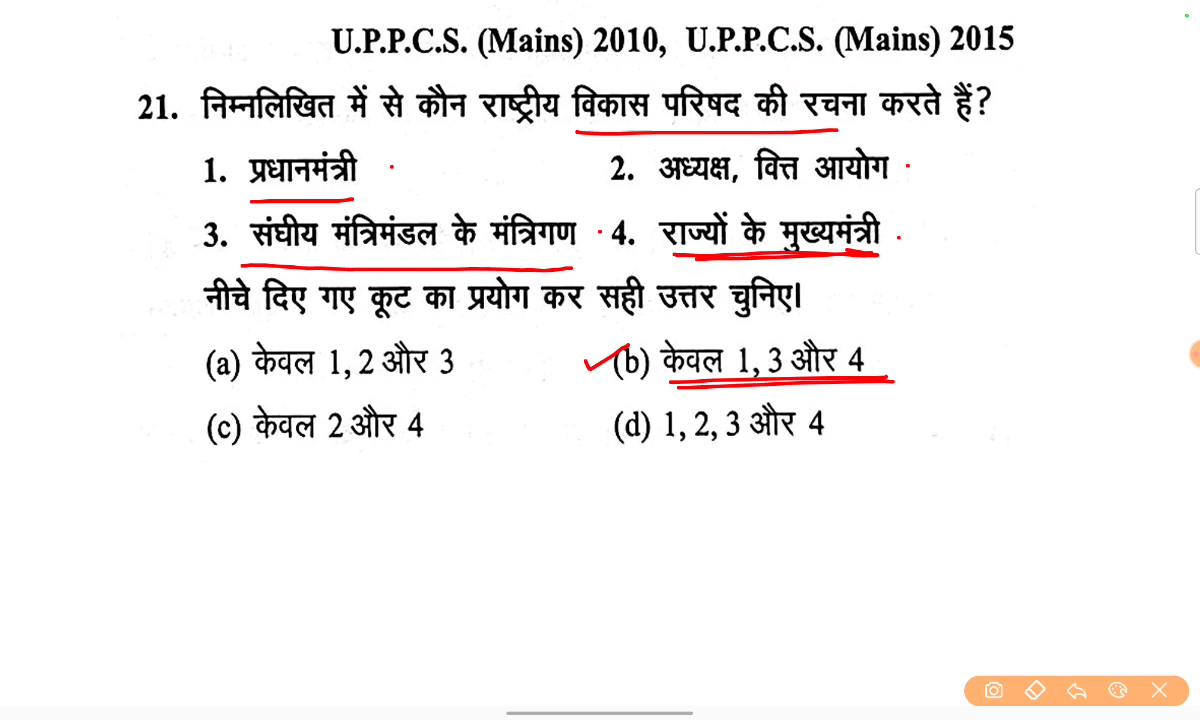 U.P.P.C.S. (Mains) 2010, U.P.P.C.S. (Mains) 2015
21. निम्नलिखित में से कौन राष्ट्रीय विकास परिषद की रचना करते हैं?
1. प्रधानमंत्री 2. अध्यक्ष, वित्त आयोग
3. संघीय मंत्रिमंडल के मंत्रिगण 4. राज्यों के मुख्यमंत्री
नीचे दिए गए कूट का प्रयोग कर सही उत्तर चुनिए।
(a) केवल 1, 2 और 3 (b) केवल 1, 3 और 4
(c) केवल 2 और 4 (d) 1, 2, 3 और 4